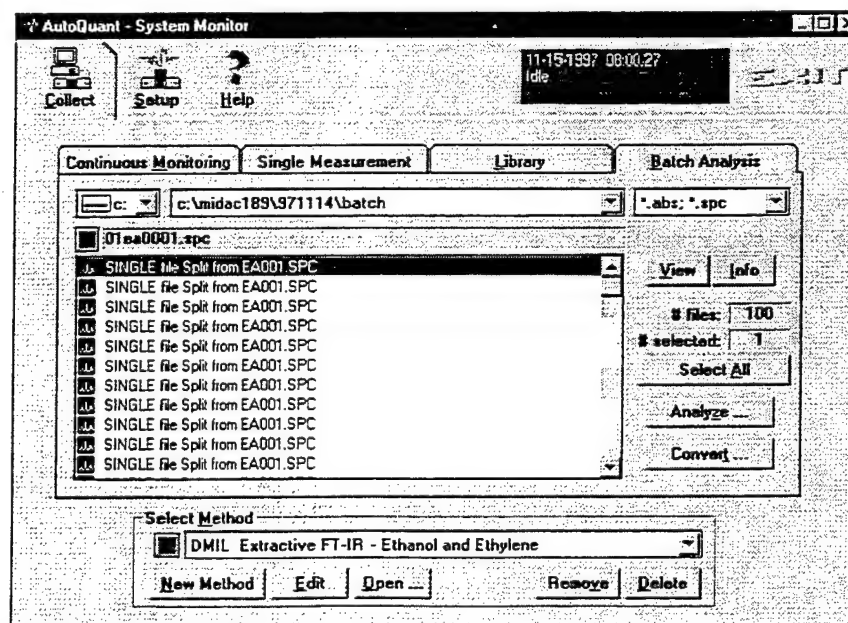 AutoQuant - System Monitor
Collect
Setup
Help
11-15-1997 08:00:27
Idle
Continuous Monitoring
Single Measurement
Library
Batch Analysis
c:
c:\midac189\971114\batch
*.abs; *.spc
01ea0001.spc
SINGLE file Split from EA001.SPC
SINGLE file Split from EA001.SPC
SINGLE file Split from EA001.SPC
SINGLE file Split from EA001.SPC
SINGLE file Split from EA001.SPC
SINGLE file Split from EA001.SPC
SINGLE file Split from EA001.SPC
SINGLE file Split from EA001.SPC
SINGLE file Split from EA001.SPC
SINGLE file Split from EA001.SPC
SINGLE file Split from EA001.SPC
View
Info
# files: 100
# selected: 1
Select All
Analyze ...
Convert ...
Select Method
DMIL Extractive FT-IR - Ethanol and Ethylene
New Method
Edit
Open ...
Remove
Delete